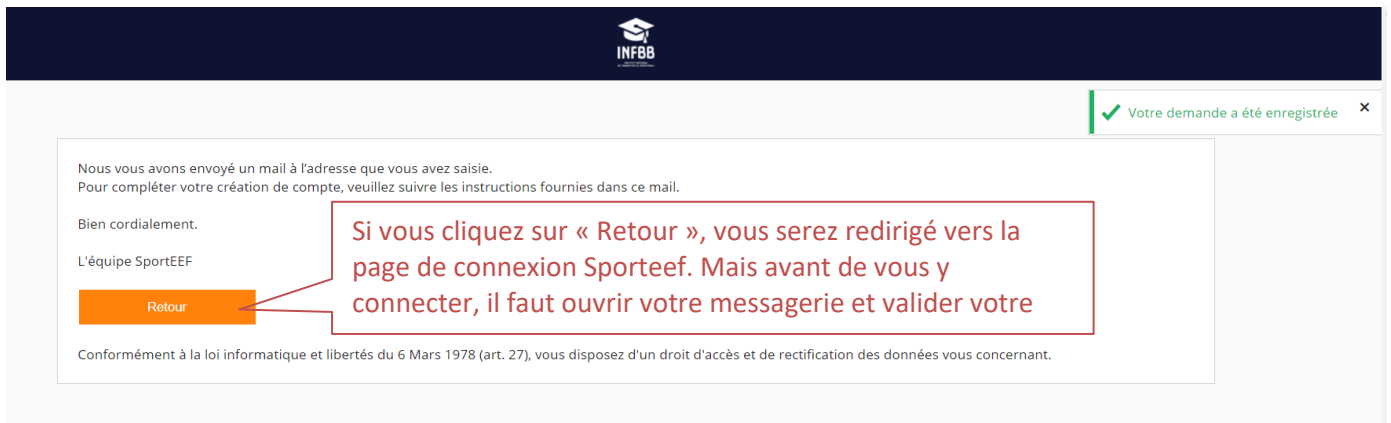 INFBB
Votre demande a été enregistrée
Nous vous avons envoyé un mail à l'adresse que vous avez saisie.
Pour compléter votre création de compte, veuillez suivre les instructions fournies dans ce mail.
Bien cordialement.
L'équipe SportEEF
Si vous cliquez sur « Retour », vous serez redirigé vers la
page de connexion Sporteef. Mais avant de vous y
connecter, il faut ouvrir votre messagerie et valider votre
Retour
Conformément à la loi informatique et libertés du 6 Mars 1978 (art. 27), vous disposez d'un droit d'accès et de rectification des données vous concernant.